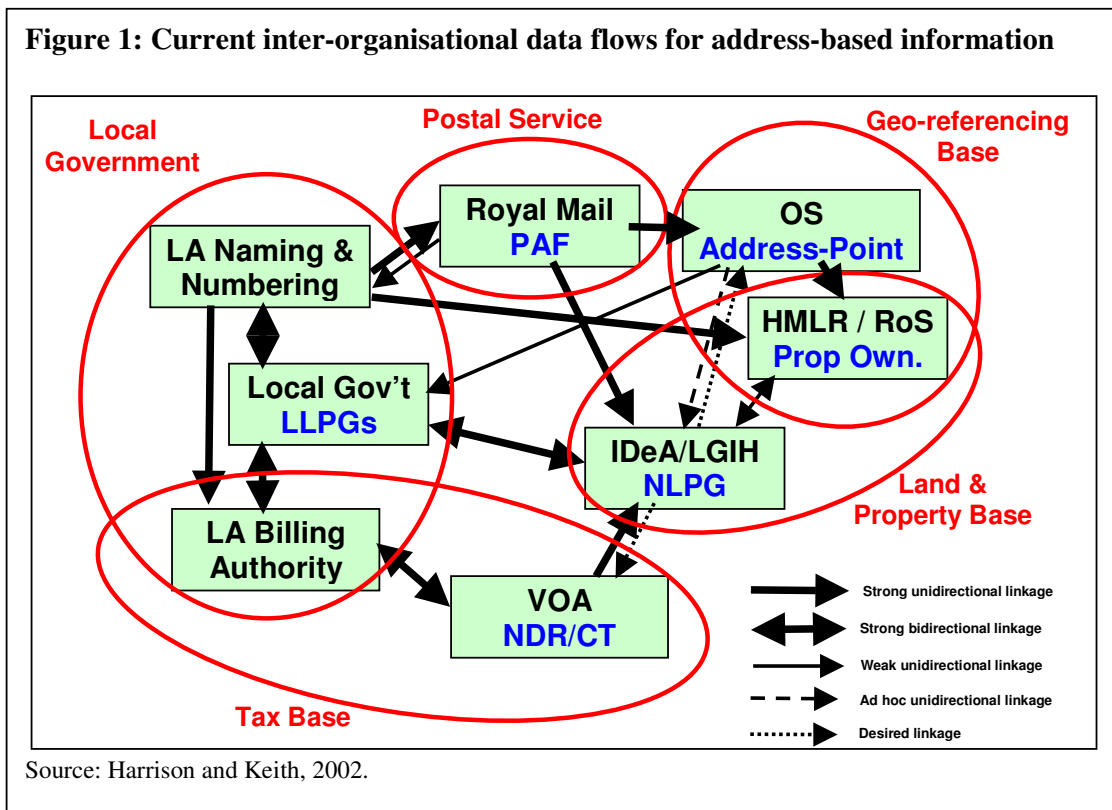 Figure 1: Current inter-organisational data flows for address-based information
Local
Government
Postal Service
Geo-referencing
Base
Royal Mail
PAF
OS
Address-Point
LA Naming &
Numbering
HMLR / RoS
Prop Own.
Local Gov't
LLPGs
IDeA/LGIH
NLPG
Land &
Property Base
LA Billing
Authority
VOA
NDR/CT
Tax Base
Strong unidirectional linkage
Strong bidirectional linkage
Weak unidirectional linkage
Ad hoc unidirectional linkage
Desired linkage
Source: Harrison and Keith, 2002.